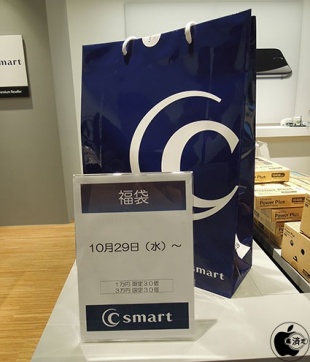 smart
C smart
福袋
10月29日（水）～
1万円 限定30個
3万円 限定30個
C smart
Power Plus
Power Plus